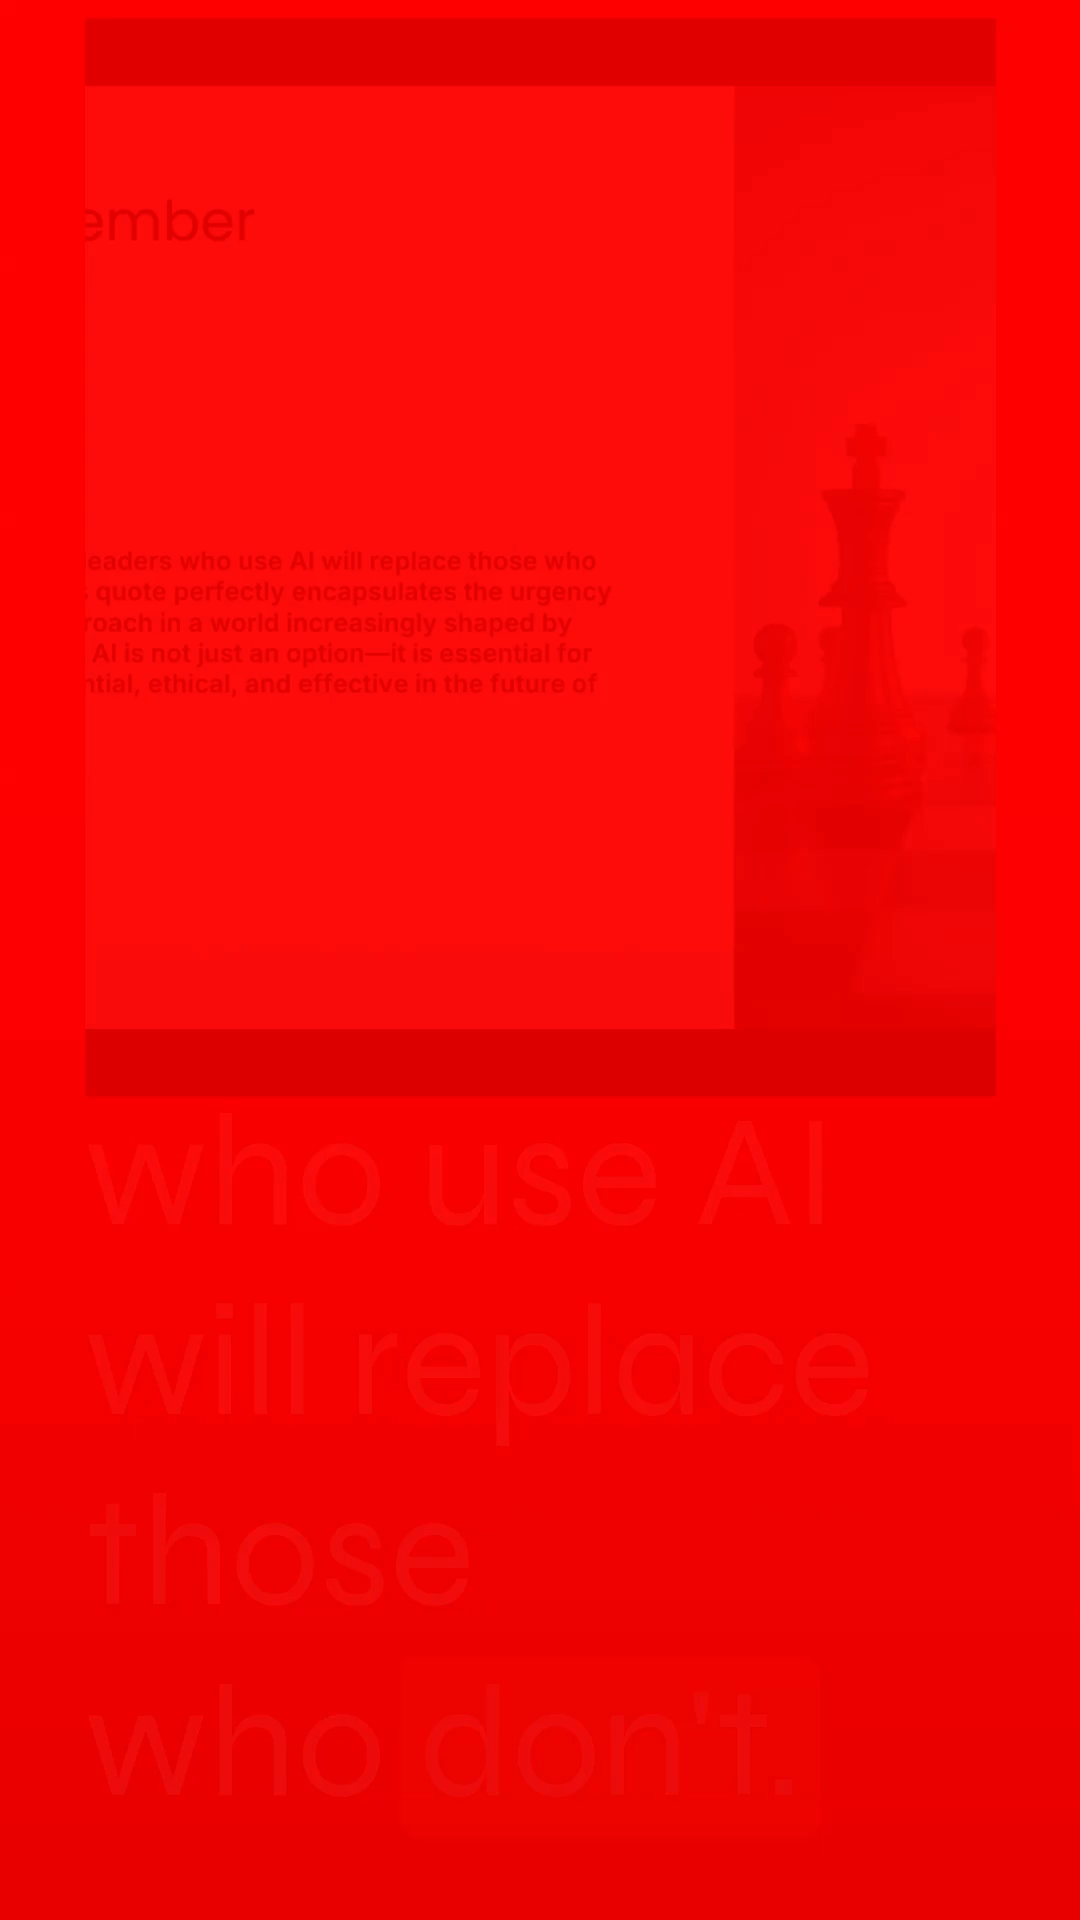 ember
eaders who use AI will replace those who
s quote perfectly encapsulates the urgency
roach in a world increasingly shaped by
AI is not just an option—it is essential for
ntial, ethical, and effective in the future of
who use AI
will replace
those
who don't.